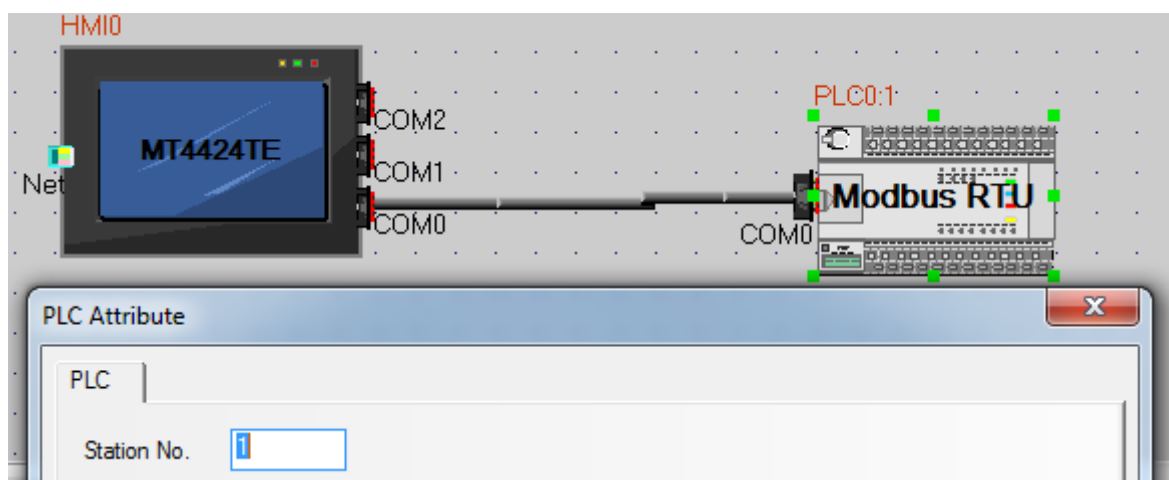 HMI0
PLC0:1
COM2
MT4424TE
COM1
Net
Modbus RTU
COM0
COM0
PLC Attribute
PLC
Station No. 1